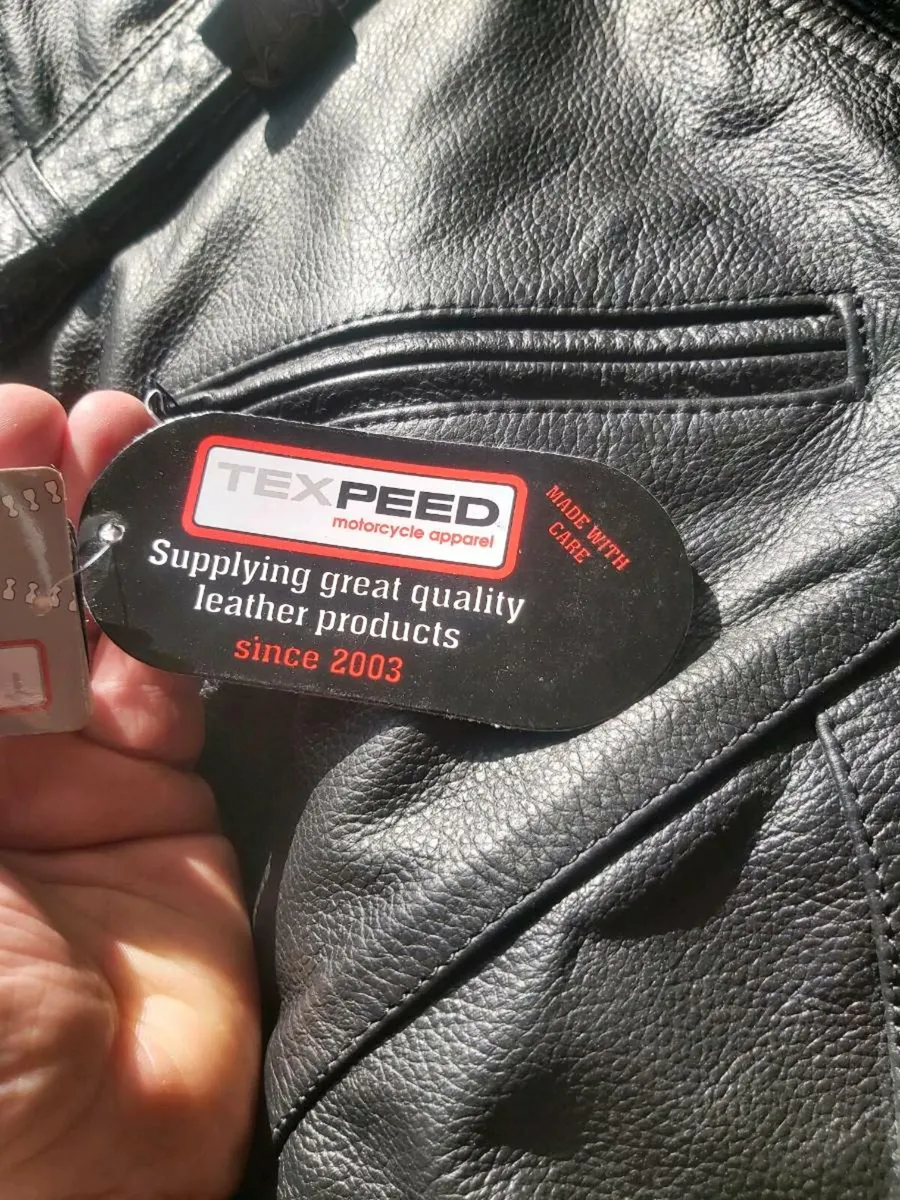 TEXPEED
motorcycle apparel
MADE WITH
CARE
Supplying great quality
leather products
since 2003